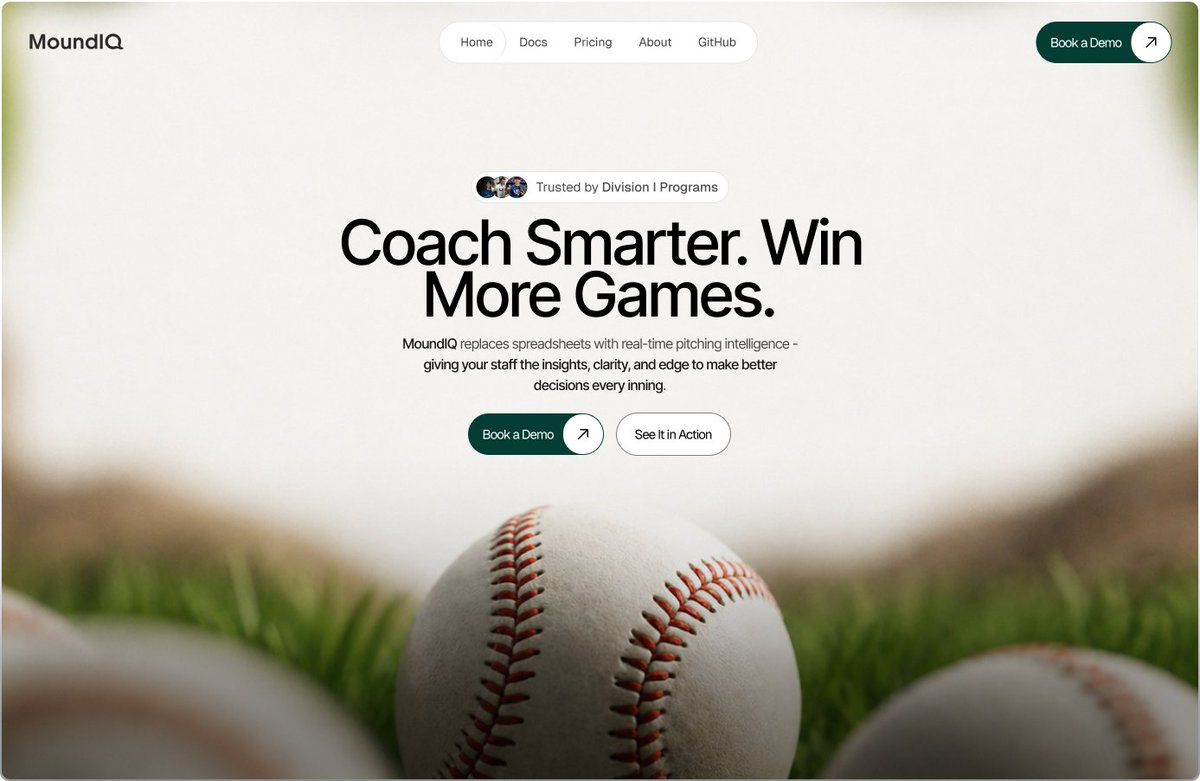 MoundIQ
Home
Docs
Pricing
About
GitHub
Book a Demo
Trusted by Division I Programs
Coach Smarter. Win
More Games.
MoundIQ replaces spreadsheets with real-time pitching intelligence -
giving your staff the insights, clarity, and edge to make better
decisions every inning.
Book a Demo
See It in Action